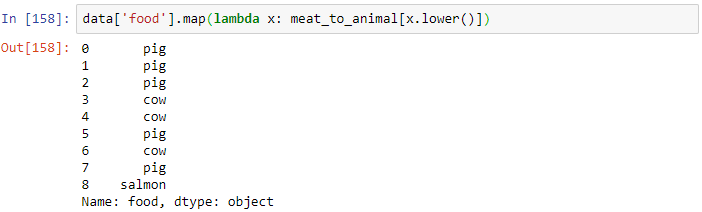 In [158]: data['food'].map(lambda x: meat_to_animal[x.lower()])
Out[158]: 0 pig
1 pig
2 pig
3 cow
4 cow
5 pig
6 cow
7 pig
8 salmon
Name: food, dtype: object